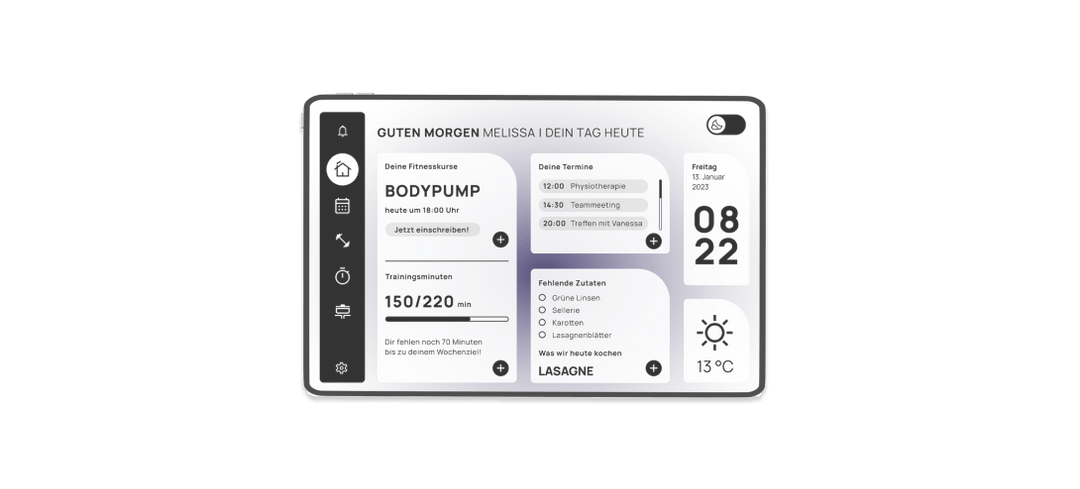 GUTEN MORGEN MELISSA I DEIN TAG HEUTE
Deine Fitnesskurse
BODYPUMP
heute um 18:00 Uhr
Jetzt einschreiben!
Trainingsminuten
150/220 min
Dir fehlen noch 70 Minuten
bis zu deinem Wochenziel!
Deine Termine
12:00 Physiotherapie
14:30 Teammeeting
20:00 Treffen mit Vanessa
Fehlende Zutaten
Grüne Linsen
Sellerie
Karotten
Lasagnenblätter
Was wir heute kochen
LASAGNE
Freitag
13. Januar
2023
08
22
13 °C